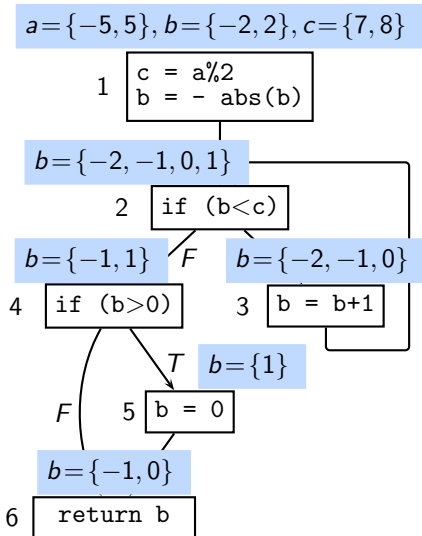 a={−5,5}, b={−2,2}, c={7,8}
1
c = a%2
b = - abs(b)
b={−2,−1,0,1}
2
if (b<c)
b={−1,1}
F
b={−2,−1,0}
4
if (b>0)
3
b = b+1
T
b={1}
F
5
b = 0
b={−1,0}
6
return b